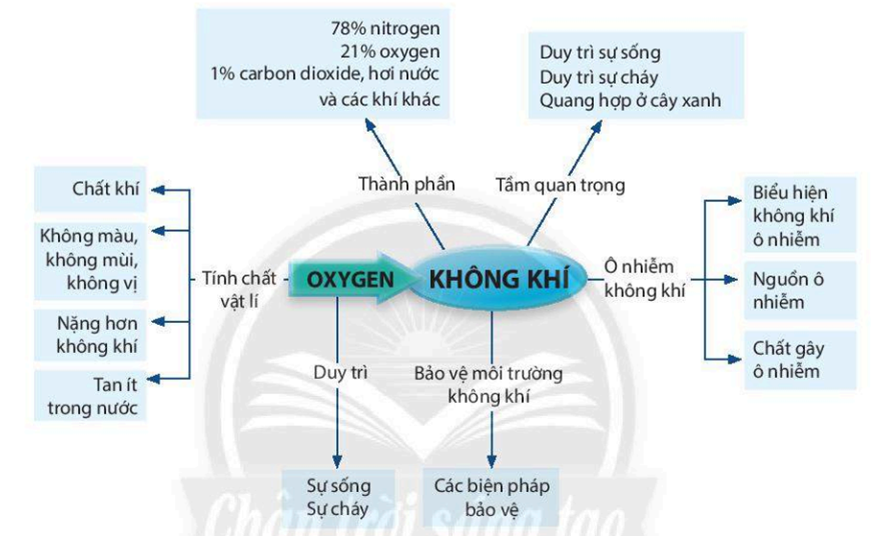 78% nitrogen
21% oxygen
1% carbon dioxide, hơi nước
và các khí khác
Duy trì sự sống
Duy trì sự cháy
Quang hợp ở cây xanh
Thành phần
Tầm quan trọng
Chất khí
Không màu,
không mùi,
không vị
Nặng hơn
không khí
Tan ít
trong nước
Tính chất
vật lí
OXYGEN
KHÔNG KHÍ
Ô nhiễm
không khí
Biểu hiện
không khí
ô nhiễm
Nguồn ô
nhiễm
Chất gây
ô nhiễm
Duy trì
Bảo vệ môi trường
không khí
Sự sống
Sự cháy
Các biện pháp
bảo vệ
Chân trời sáng tạo